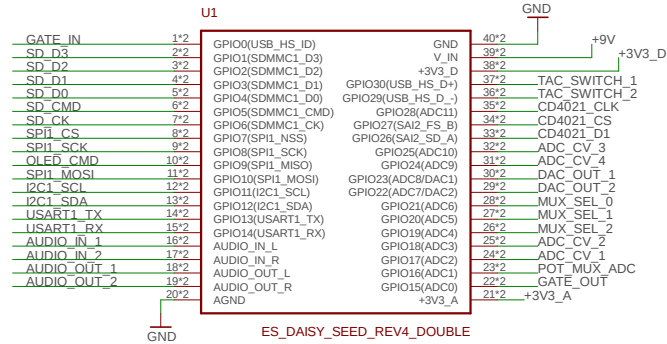 GND
U1
+9V
+3V3_D
GATE_IN 1*2 GPIO0(USB_HS_ID) GND 40*2
SD_D3 2*2 GPIO1(SDMMC1_D3) V_IN 39*2
SD_D2 3*2 GPIO2(SDMMC1_D2) +3V3_D 38*2
SD_D1 4*2 GPIO3(SDMMC1_D1) GPIO30(USB_HS_D+) 37*2 TAC_SWITCH_1
SD_D0 5*2 GPIO4(SDMMC1_D0) GPIO29(USB_HS_D_-) 36*2 TAC_SWITCH_2
SD_CMD 6*2 GPIO5(SDMMC1_CMD) GPIO28(ADC11) 35*2 CD4021_CLK
SD_CK 7*2 GPIO6(SDMMC1_CK) GPIO27(SAI2_FS_B) 34*2 CD4021_CS
SPI1_CS 8*2 GPIO7(SPI1_NSS) GPIO26(SAI2_SD_A) 33*2 CD4021_D1
SPI1_SCK 9*2 GPIO8(SPI1_SCK) GPIO25(ADC10) 32*2 ADC_CV_3
OLED_CMD 10*2 GPIO9(SPI1_MISO) GPIO24(ADC9) 31*2 ADC_CV_4
SPI1_MOSI 11*2 GPIO10(SPI1_MOSI) GPIO23(ADC8/DAC1) 30*2 DAC_OUT_1
I2C1_SCL 12*2 GPIO11(I2C1_SCL) GPIO22(ADC7/DAC2) 29*2 DAC_OUT_2
I2C1_SDA 13*2 GPIO12(I2C1_SDA) GPIO21(ADC6) 28*2 MUX_SEL_0
USART1_TX 14*2 GPIO13(USART1_TX) GPIO20(ADC5) 27*2 MUX_SEL_1
USART1_RX 15*2 GPIO14(USART1_RX) GPIO19(ADC4) 26*2 MUX_SEL_2
AUDIO_IN_1 16*2 AUDIO_IN_L GPIO18(ADC3) 25*2 ADC_CV_2
AUDIO_IN_2 17*2 AUDIO_IN_R GPIO17(ADC2) 24*2 ADC_CV_1
AUDIO_OUT_1 18*2 AUDIO_OUT_L GPIO16(ADC1) 23*2 POT_MUX_ADC
AUDIO_OUT_2 19*2 AUDIO_OUT_R GPIO15(ADC0) 22*2 GATE_OUT
20*2 AGND +3V3_A 21*2 +3V3_A
GND
ES_DAISY_SEED_REV4_DOUBLE